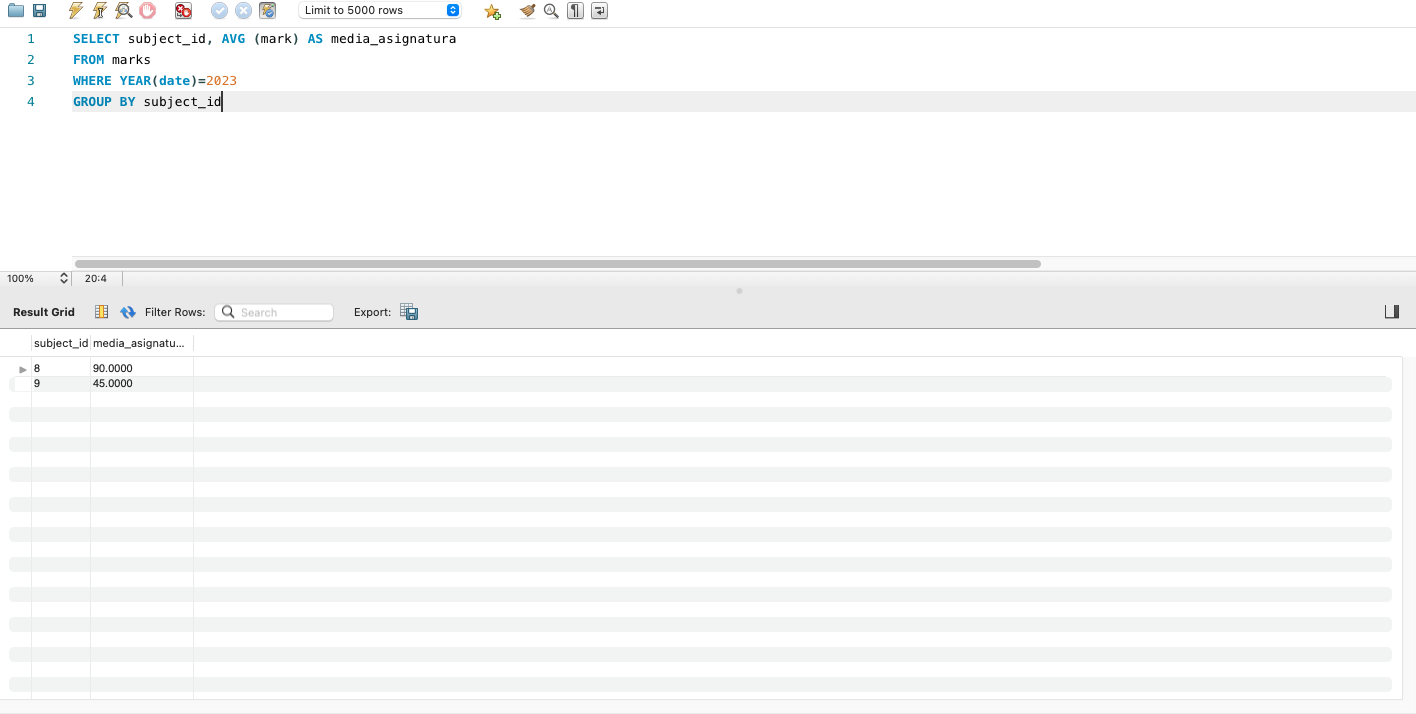 Limit to 5000 rows
1 SELECT subject_id, AVG (mark) AS media_asignatura
2 FROM marks
3 WHERE YEAR(date)=2023
4 GROUP BY subject_id
100% 20:4
Result Grid Filter Rows: Search Export:
subject_id media_asignatu...
8 90.0000
9 45.0000